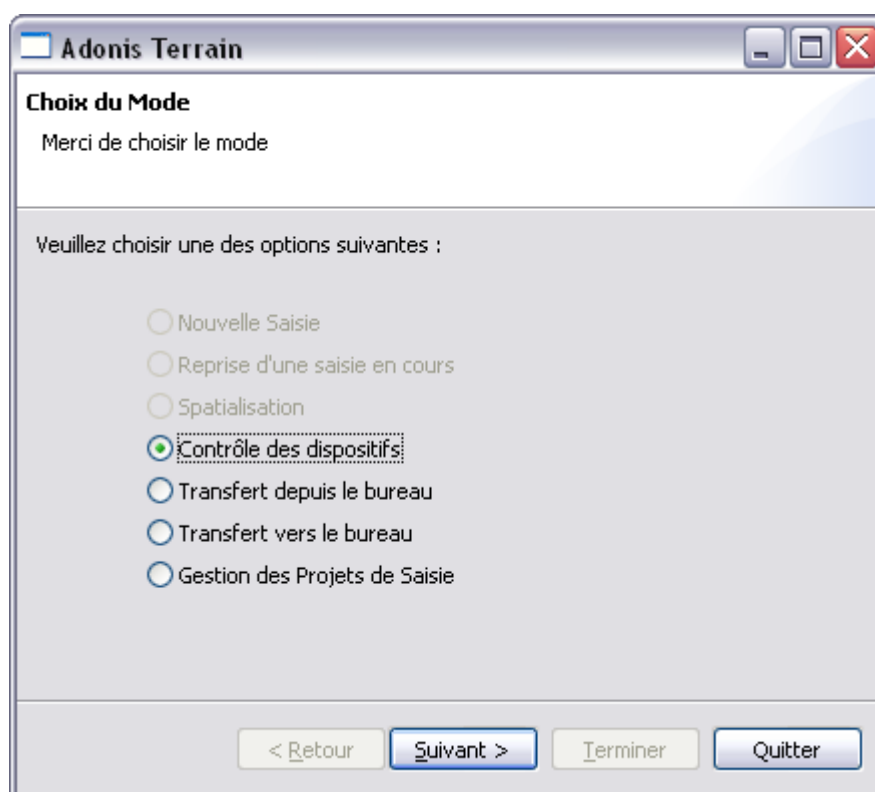 Adonis Terrain
Choix du Mode
Merci de choisir le mode
Veuillez choisir une des options suivantes :
Nouvelle Saisie
Reprise d'une saisie en cours
Spatialisation
Contrôle des dispositifs
Transfert depuis le bureau
Transfert vers le bureau
Gestion des Projets de Saisie
< Retour Suivant > Terminer Quitter